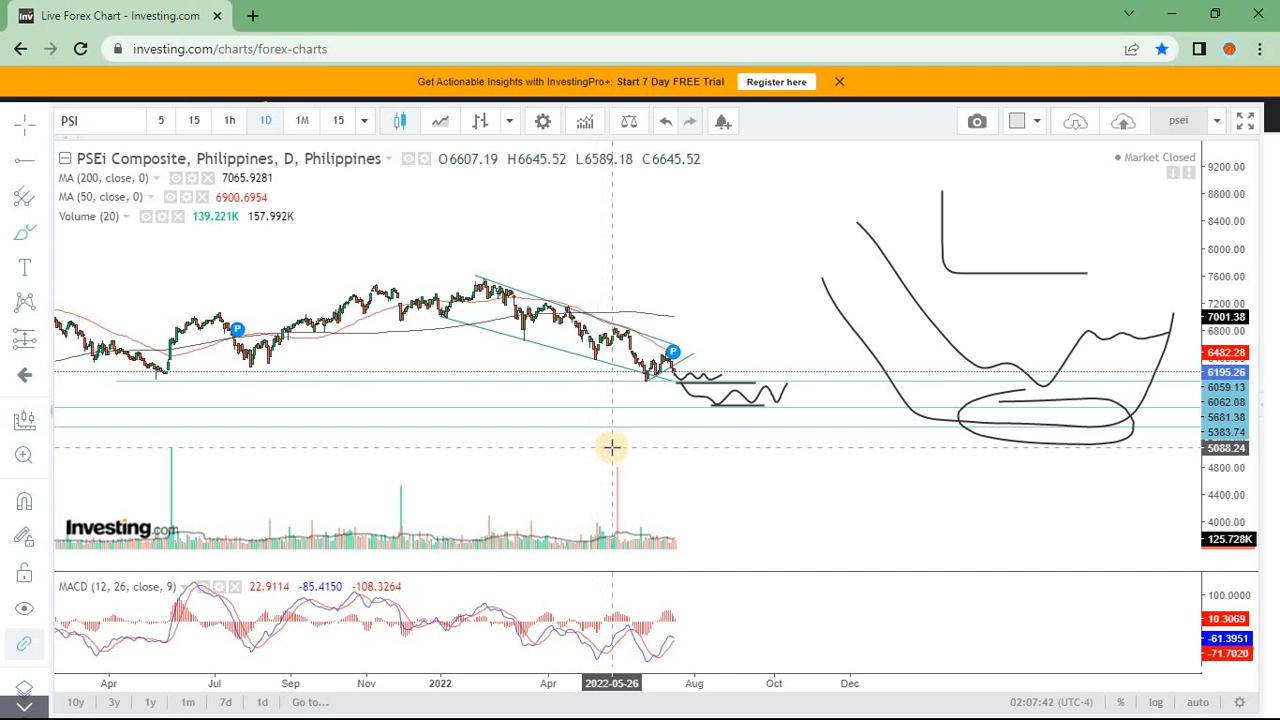 Live Forex Chart - Investing.com
investing.com/charts/forex-charts
Get Actionable Insights with InvestingPro+: Start 7 Day FREE Trial Register here
PSI 5 15 1h 1D 1M 15 psei
PSEi Composite, Philippines, D, Philippines O6607.19 H6645.52 L6589.18 C6645.52 Market Closed
MA (200, close, 0) 7065.9281
MA (50, close, 0) 6900.6954
Volume (20) 139.221K 157.992K
9200.00
8800.00
8400.00
8000.00
7600.00
7200.00
7001.38
6800.00
6482.28
6195.26
6059.13
6062.08
5681.38
5383.74
5088.24
4800.00
4400.00
4000.00
125.728K
P
P
Investing.com
MACD (12, 26, close, 9) 22.9114 -85.4150 -108.3264
100.0000
10.3069
-61.3951
-71.7020
Apr Jul Sep Nov 2022 Apr 2022-05-26 Aug Oct Dec
10y 3y 1y 1m 7d 1d Go to... 02:07:42 (UTC-4) % log auto